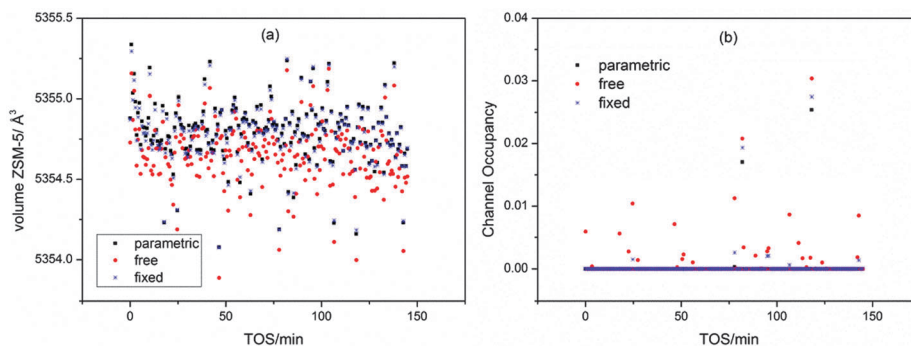 (a)
volume ZSM-5/ Å³
5355.5
5355.0
5354.5
5354.0
parametric
free
fixed
0
50
100
150
TOS/min
(b)
Channel Occupancy
0.04
0.03
0.02
0.01
0.00
parametric
free
fixed
0
50
100
150
TOS/min